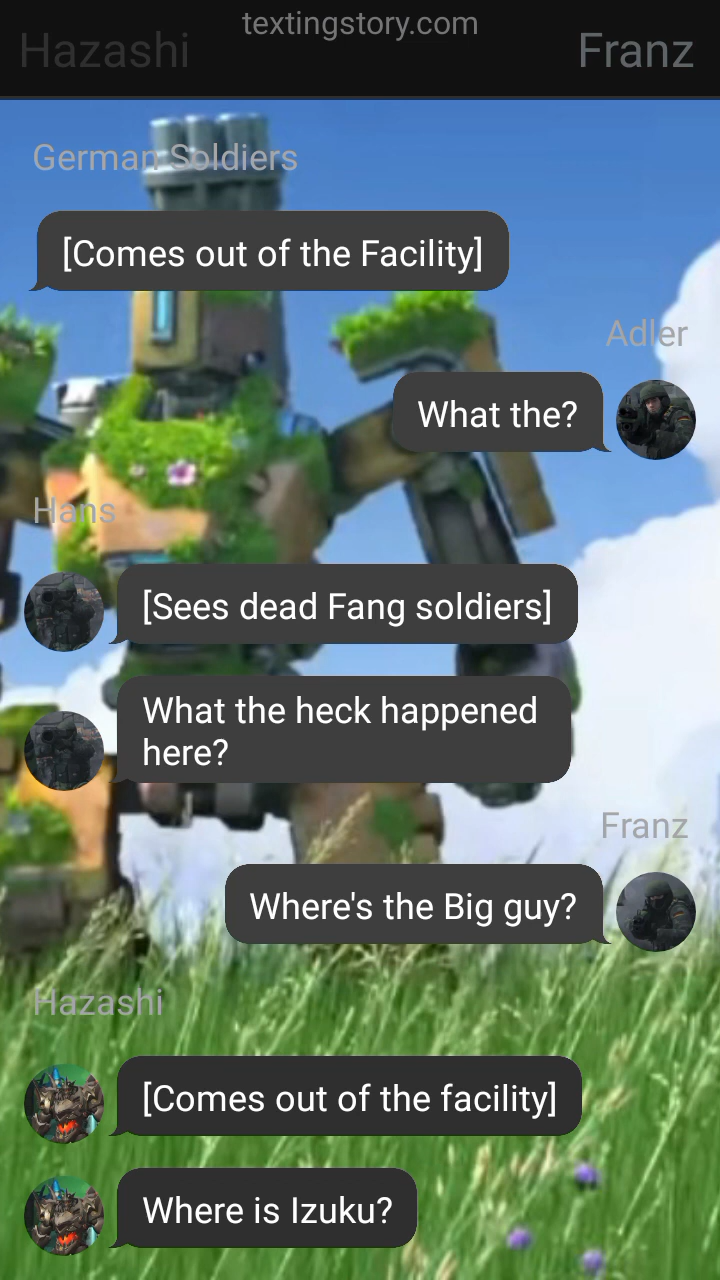 textingstory.com
Hazashi
Franz
German Soldiers
[Comes out of the Facility]
Adler
What the?
Hans
[Sees dead Fang soldiers]
What the heck happened
here?
Franz
Where's the Big guy?
Hazashi
[Comes out of the facility]
Where is Izuku?